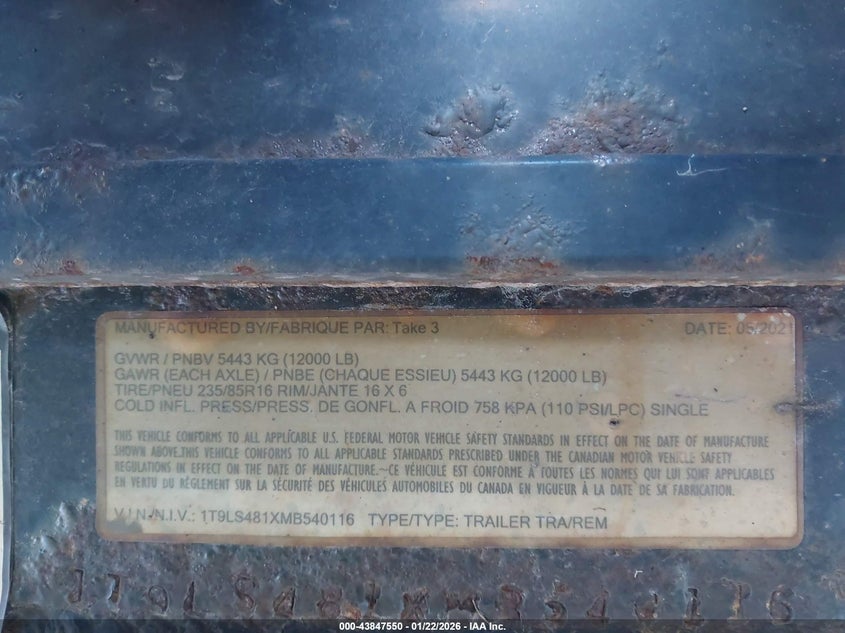 MANUFACTURED BY/FABRIQUE PAR: Take 3 DATE: 05/2021
GVWR / PNBV 5443 KG (12000 LB)
GAWR (EACH AXLE) / PNBE (CHAQUE ESSIEU) 5443 KG (12000 LB)
TIRE/PNEU 235/85R16 RIM/JANTE 16 X 6
COLD INFL. PRESS/PRESS. DE GONFL. A FROID 758 KPA (110 PSI/LPC) SINGLE
THIS VEHICLE CONFORMS TO ALL APPLICABLE U.S. FEDERAL MOTOR VEHICLE SAFETY STANDARDS IN EFFECT ON THE DATE OF MANUFACTURE
SHOWN ABOVE.THIS VEHICLE CONFORMS TO ALL APPLICABLE STANDARDS PRESCRIBED UNDER THE CANADIAN MOTOR VEHICLE SAFETY
REGULATIONS IN EFFECT ON THE DATE OF MANUFACTURE.~CE VÉHICULE EST CONFORME À TOUTES LES NORMES QUI LUI SONT APPLICABLES
EN VERTU DU RÈGLEMENT SUR LA SÉCURITÉ DES VÉHICULES AUTOMOBILES DU CANADA EN VIGUEUR À LA DATE DE SA FABRICATION.
V.I.N./N.I.V.: 1T9LS481XMB540116 TYPE/TYPE: TRAILER TRA/REM
1T9LS481XMB540116
000-43847550 - 01/22/2026 - IAA Inc.